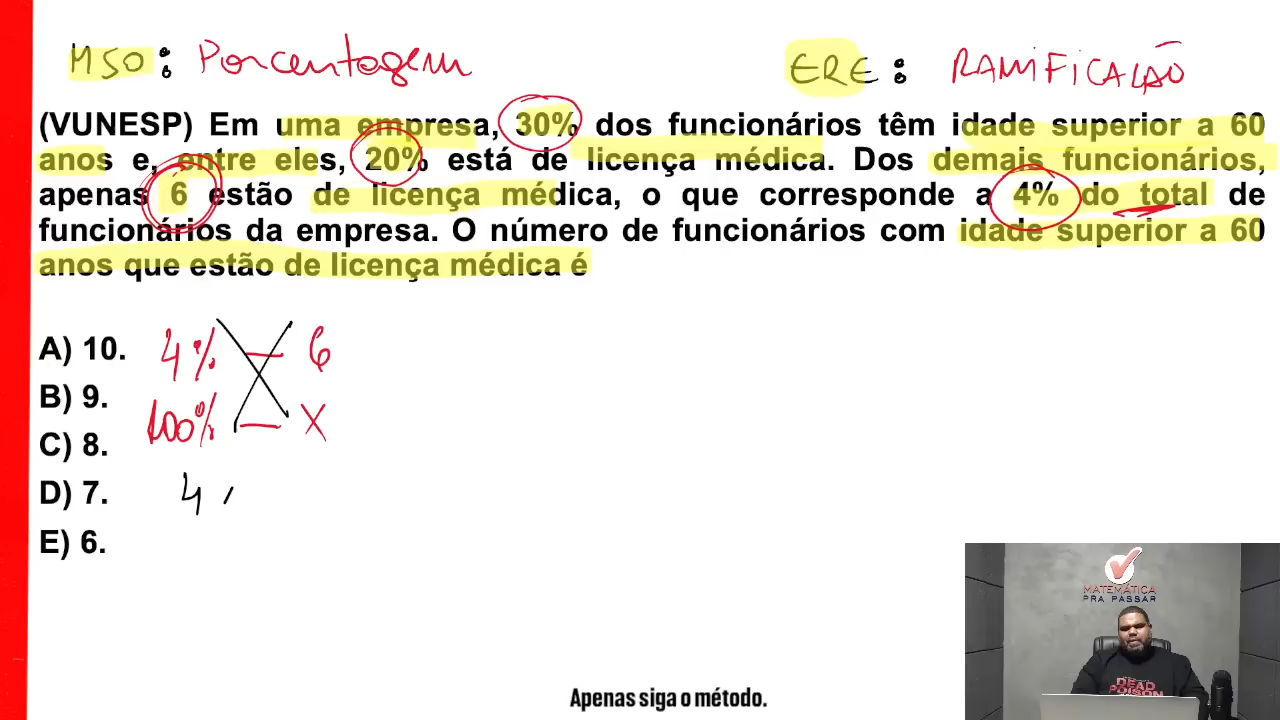 MSO: Porcentagem
ERE: RAMIFICAÇÃO
(VUNESP) Em uma empresa, 30% dos funcionários têm idade superior a 60
anos e, entre eles, 20% está de licença médica. Dos demais funcionários,
apenas 6 estão de licença médica, o que corresponde a 4% do total de
funcionários da empresa. O número de funcionários com idade superior a 60
anos que estão de licença médica é
A) 10.
B) 9.
C) 8.
D) 7.
E) 6.
4% — 6
100% — X
4
MATEMÁTICA
PRA PASSAR
DEAD
POISON
Apenas siga o método.